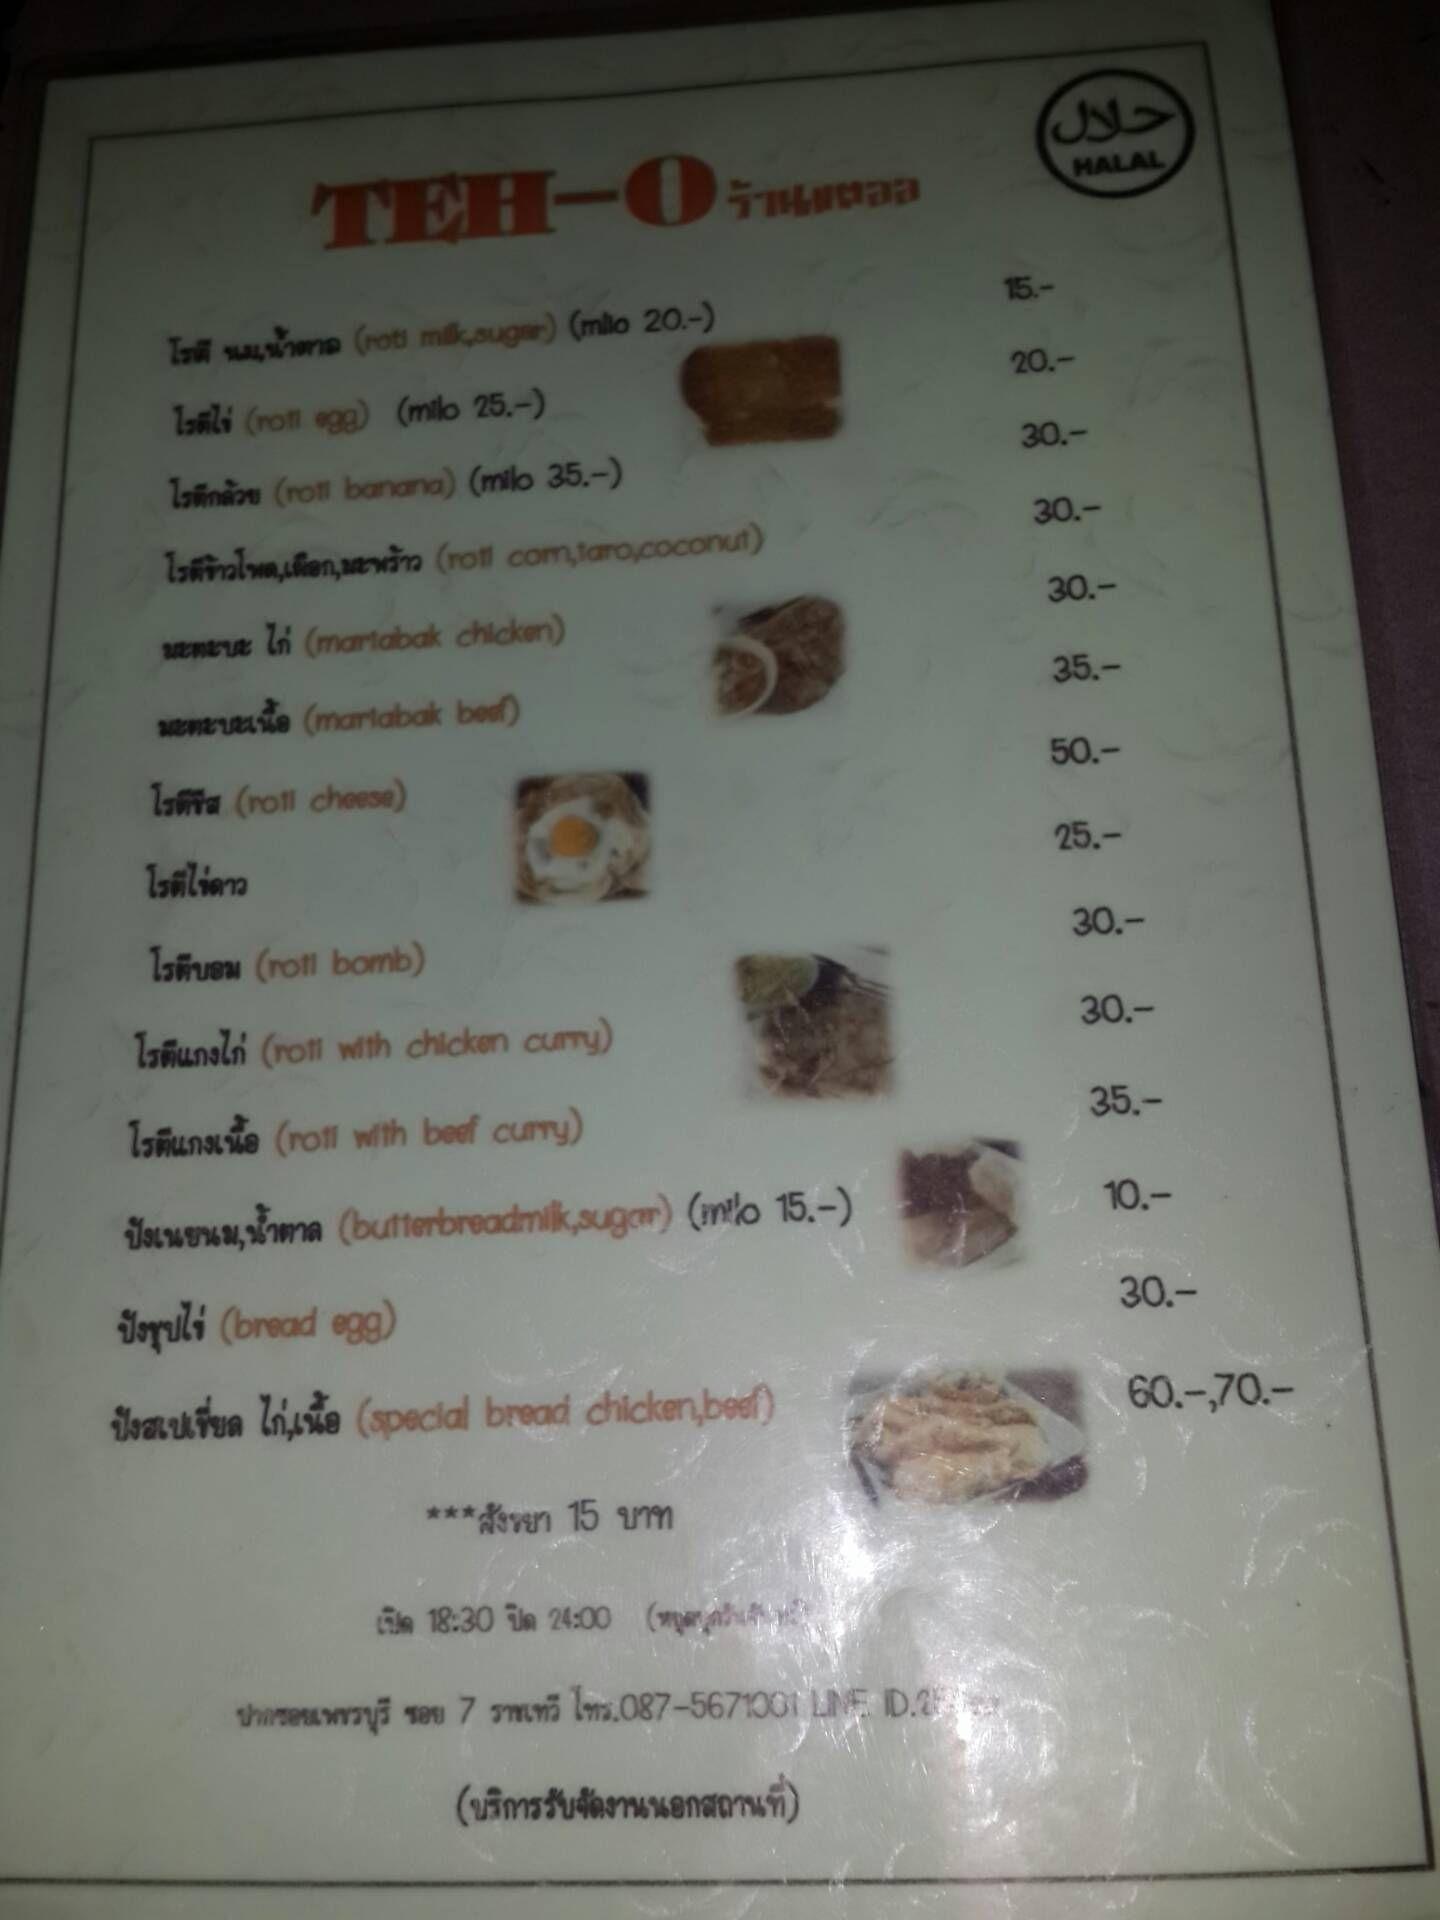 حلال
HALAL
TEH-O ร้านเตออ
โรตี นม,น้ำตาล (roti milk,sugar) (milo 20.-) 15.-
โรตีไข่ (roti egg) (milo 25.-) 20.-
โรตีกล้วย (roti banana) (milo 35.-) 30.-
โรตีข้าวโพด,เผือก,มะพร้าว (roti corn,taro,coconut) 30.-
มะตะบะ ไก่ (martabak chicken) 30.-
มะตะบะเนื้อ (martabak beef) 35.-
โรตีชีส (roti cheese) 50.-
โรตีไข่ดาว 25.-
โรตีบอม (roti bomb) 30.-
โรตีแกงไก่ (roti with chicken curry) 30.-
โรตีแกงเนื้อ (roti with beef curry) 35.-
ปังเนยนม,น้ำตาล (butterbreadmilk,sugar) (milo 15.-) 10.-
ปังชุปไข่ (bread egg) 30.-
ปังสเปเชี่ยล ไก่,เนื้อ (special bread chicken,beef) 60.-,70.-
***สังขยา 15 บาท
เปิด 18:30 ปิด 24:00
ปากซอยเพชรบุรี ซอย 7 ราชเทวี โทร.087-5671001 LINE ID.
(บริการรับจัดงานนอกสถานที่)